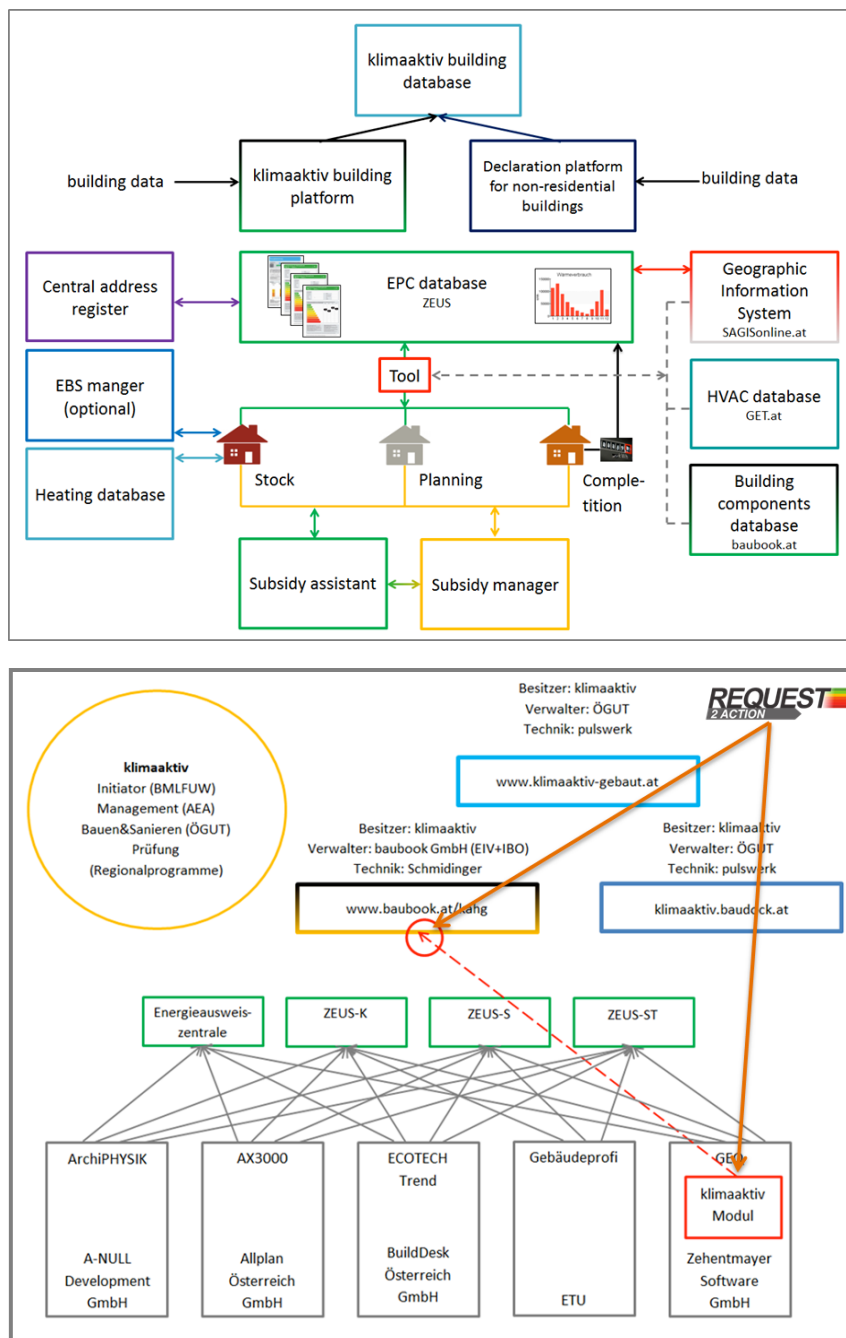 klimaaktiv building
database
building data
klimaaktiv building
platform
Declaration platform
for non-residential
buildings
building data
Central address
register
EPC database
ZEUS
Wärmeverbrauch
Geographic
Information
System
SAGISonline.at
Tool
EBS manger
(optional)
HVAC database
GET.at
Heating database
Stock
Planning
Comple-
tition
Building
components
database
baubook.at
Subsidy assistant
Subsidy manager
Besitzer: klimaaktiv
Verwalter: ÖGUT
Technik: pulswerk
REQUEST
2 ACTION
www.klimaaktiv-gebaut.at
klimaaktiv
Initiator (BMLFUW)
Management (AEA)
Bauen&Sanieren (ÖGUT)
Prüfung
(Regionalprogramme)
Besitzer: klimaaktiv
Verwalter: baubook GmbH (EIV+IBO)
Technik: Schmidinger
www.baubook.at/kahg
Besitzer: klimaaktiv
Verwalter: ÖGUT
Technik: pulswerk
klimaaktiv.baudock.at
Energieausweis-
zentrale
ZEUS-K
ZEUS-S
ZEUS-ST
ArchiPHYSIK
A-NULL
Development
GmbH
AX3000
Allplan
Österreich
GmbH
ECOTECH
Trend
BuildDesk
Österreich
GmbH
Gebäudeprofi
ETU
GEQ
klimaaktiv
Modul
Zehentmayer
Software
GmbH